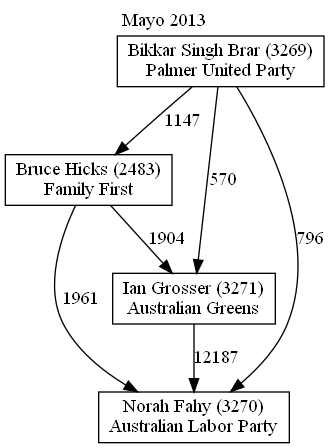 Mayo 2013
Bikkar Singh Brar (3269)
Palmer United Party
1147
Bruce Hicks (2483)
Family First
570
1904
796
1961
Ian Grosser (3271)
Australian Greens
12187
Norah Fahy (3270)
Australian Labor Party